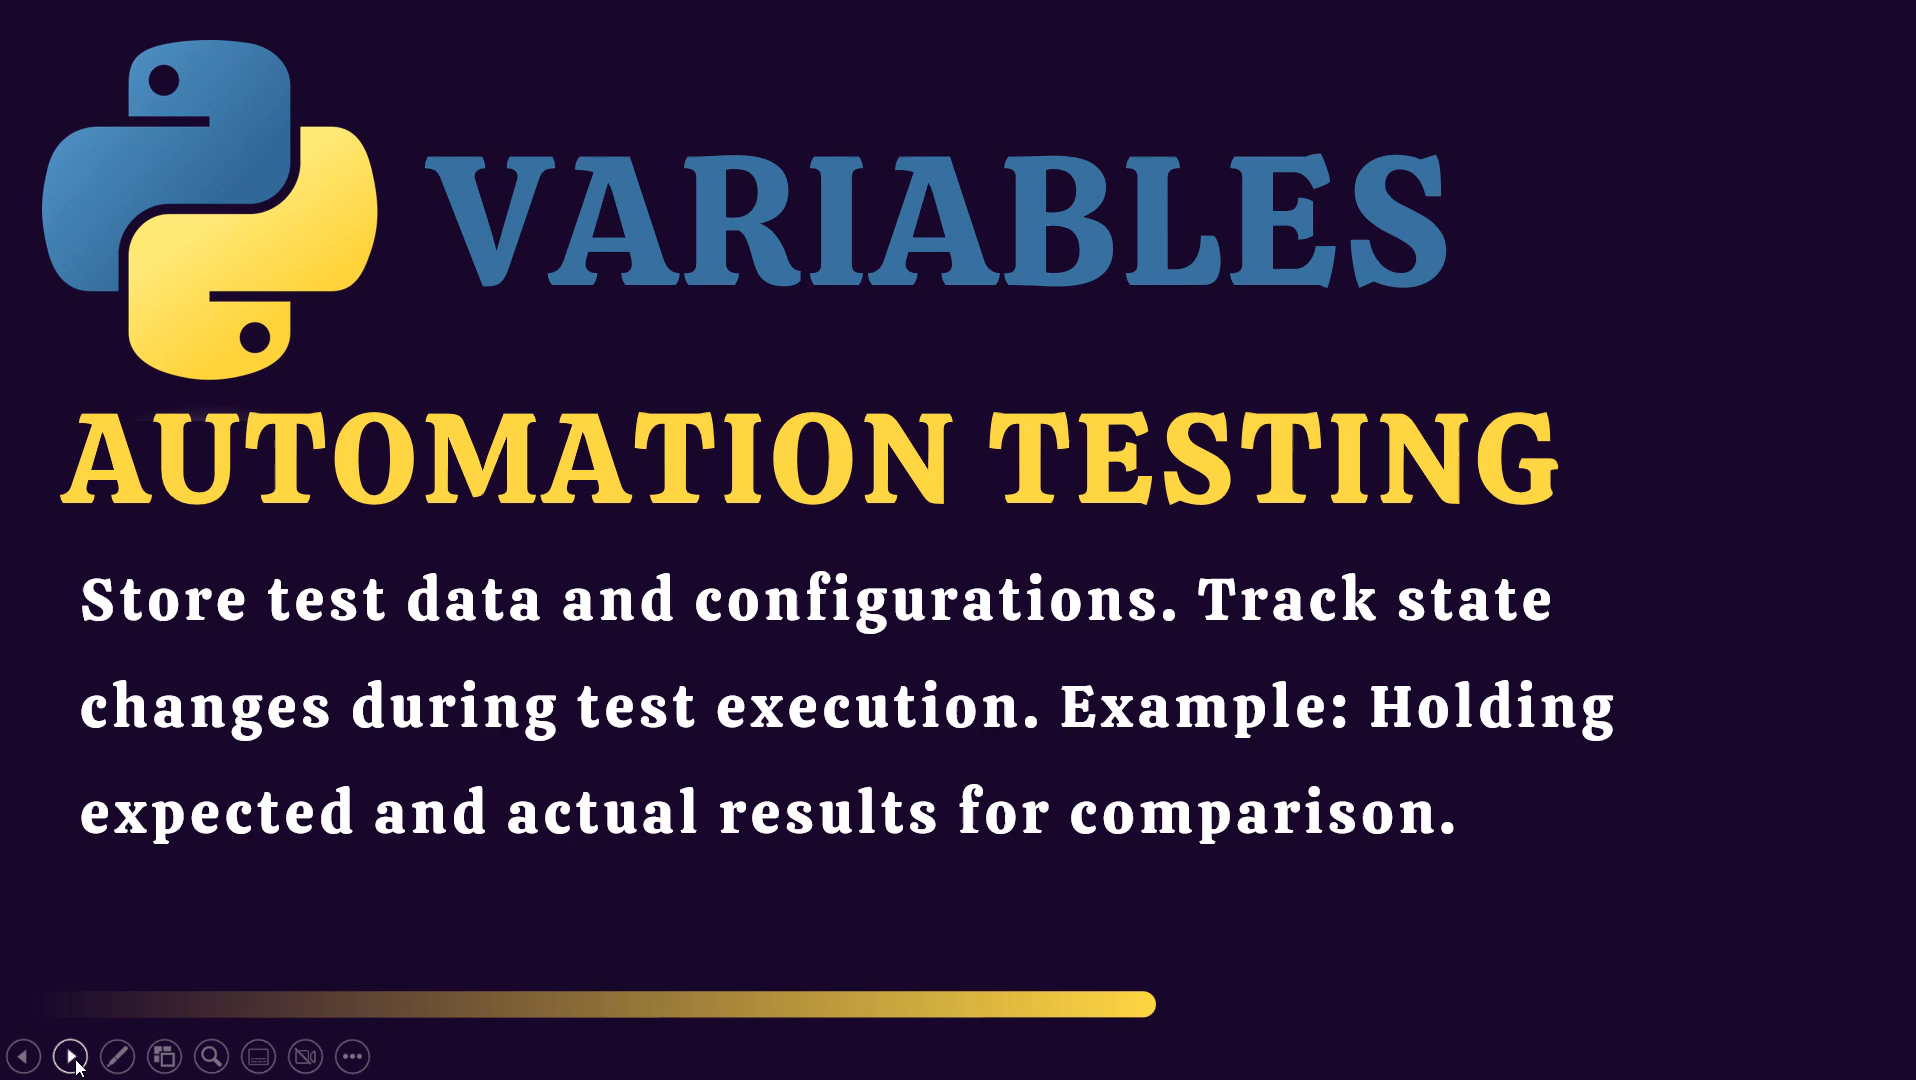 VARIABLES
AUTOMATION TESTING
Store test data and configurations. Track state
changes during test execution. Example: Holding
expected and actual results for comparison.